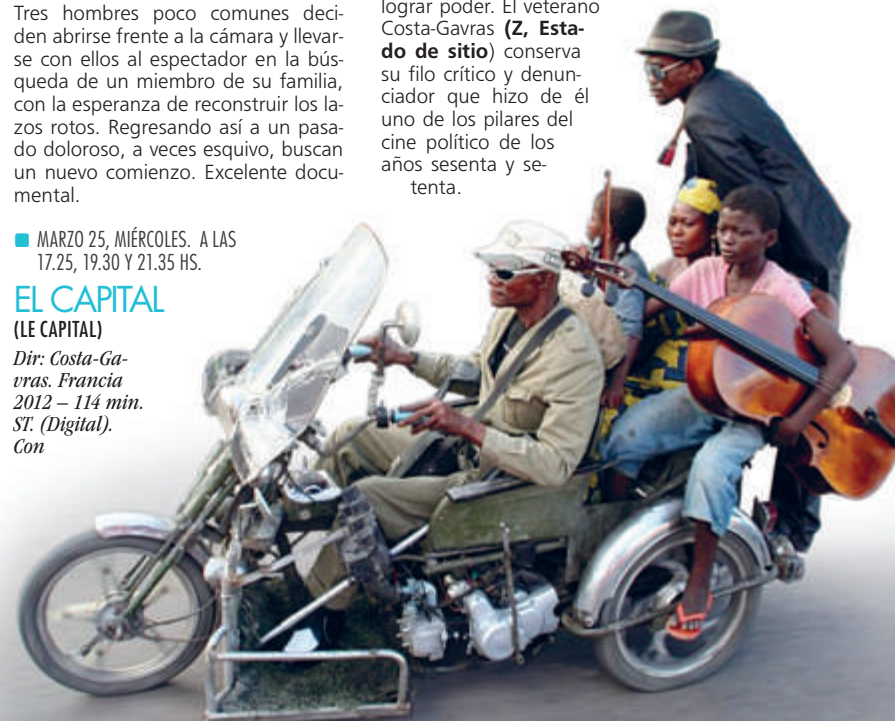 Tres hombres poco comunes deci-
den abrirse frente a la cámara y llevar-
se con ellos al espectador en la bús-
queda de un miembro de su familia,
con la esperanza de reconstruir los la-
zos rotos. Regresando así a un pasa-
do doloroso, a veces esquivo, buscan
un nuevo comienzo. Excelente docu-
mental.
MARZO 25, MIÉRCOLES. A LAS
17.25, 19.30 Y 21.35 HS.
EL CAPITAL
(LE CAPITAL)
Dir: Costa-Ga-
vras. Francia
2012 – 114 min.
ST. (Digital).
Con
lograr poder. El veterano
Costa-Gavras (Z, Esta-
do de sitio) conserva
su filo crítico y denun-
ciador que hizo de él
uno de los pilares del
cine político de los
años sesenta y se-
tenta.